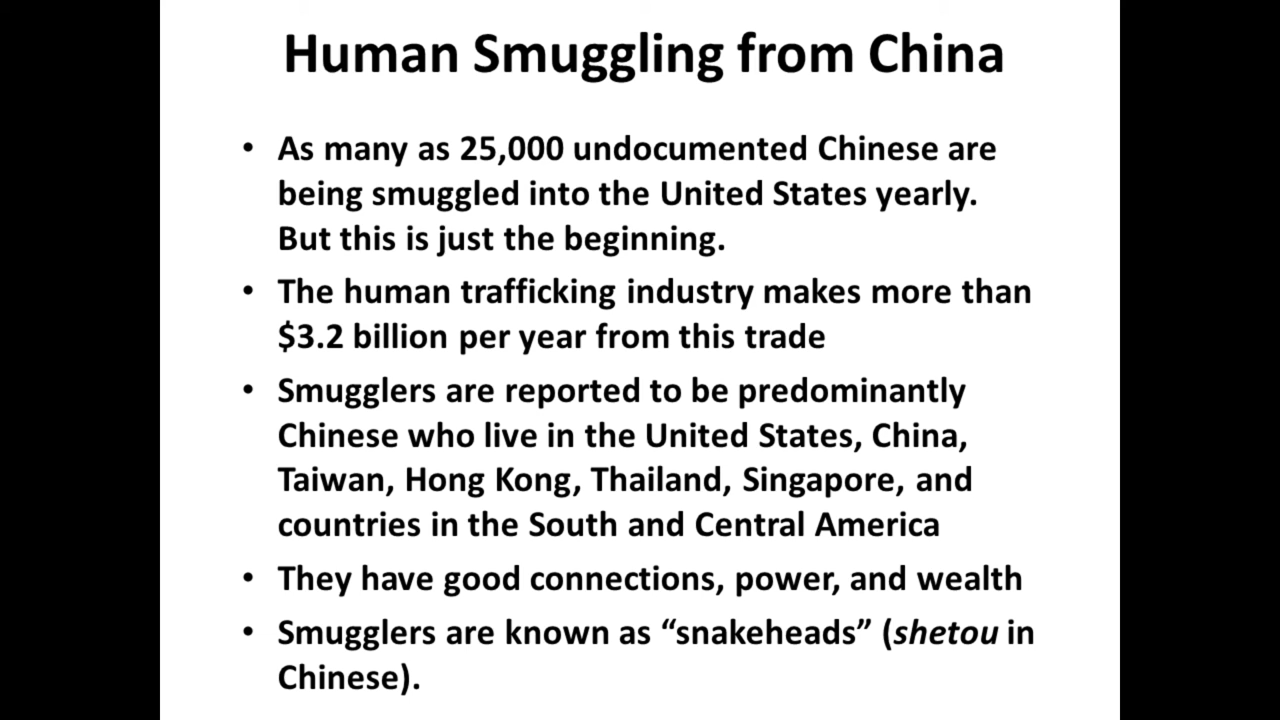 Human Smuggling from China
• As many as 25,000 undocumented Chinese are
being smuggled into the United States yearly.
But this is just the beginning.
• The human trafficking industry makes more than
$3.2 billion per year from this trade
• Smugglers are reported to be predominantly
Chinese who live in the United States, China,
Taiwan, Hong Kong, Thailand, Singapore, and
countries in the South and Central America
• They have good connections, power, and wealth
• Smugglers are known as “snakeheads” (shetou in
Chinese).